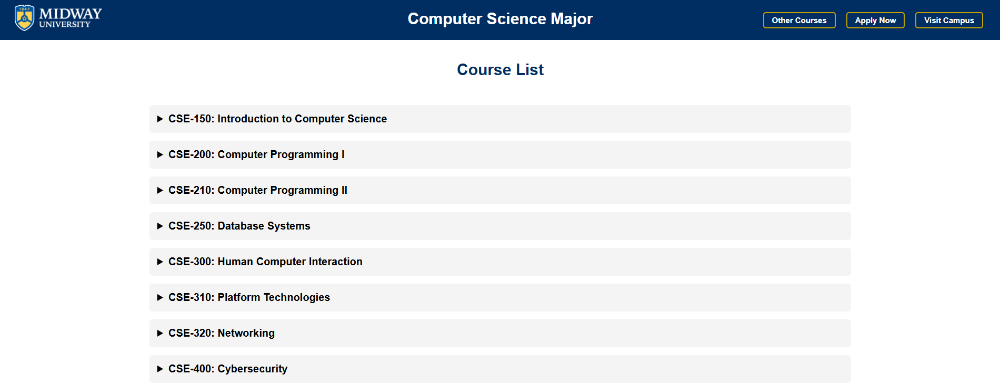 1847
MIDWAY
UNIVERSITY
Computer Science Major
Other Courses
Apply Now
Visit Campus
Course List
CSE-150: Introduction to Computer Science
CSE-200: Computer Programming I
CSE-210: Computer Programming II
CSE-250: Database Systems
CSE-300: Human Computer Interaction
CSE-310: Platform Technologies
CSE-320: Networking
CSE-400: Cybersecurity